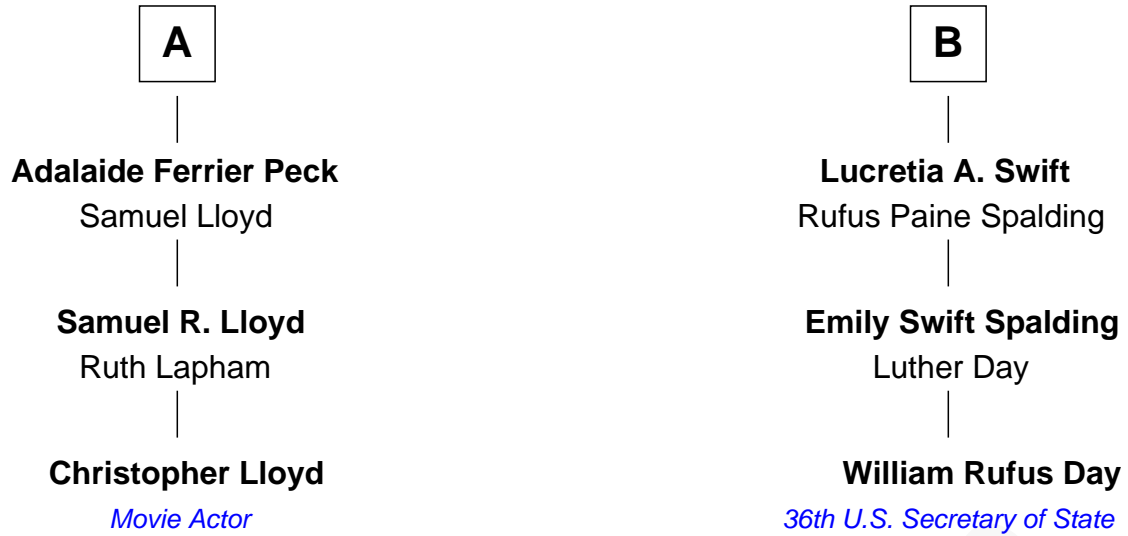 A
Adalaide Ferrier Peck
Samuel Lloyd
Samuel R. Lloyd
Ruth Lapham
Christopher Lloyd
Movie Actor
B
Lucretia A. Swift
Rufus Paine Spalding
Emily Swift Spalding
Luther Day
William Rufus Day
36th U.S. Secretary of State